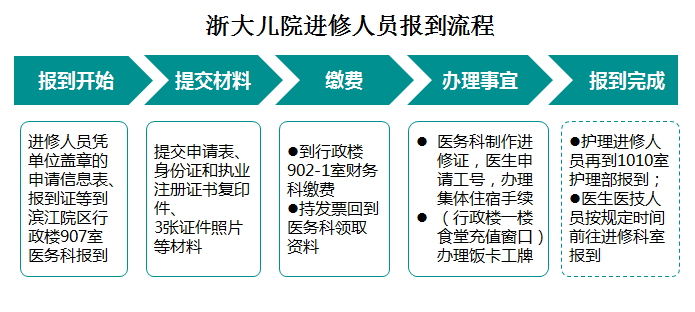 浙大儿院进修人员报到流程
报到开始
提交材料
缴费
办理事宜
报到完成
进修人员凭
单位盖章的
申请信息表、
报到证等到
滨江院区行
政楼907室
医务科报到
提交申请表、
身份证和执业
注册证书复印
件、
3张证件照片
等材料
●到行政楼
902-1室财务
科缴费
●持发票回到
医务科领取
资料
● 医务科制作进
修证，医生申
请工号，办理
集体住宿手续
● （行政楼一楼
食堂充值窗口）
办理饭卡工牌
●护理进修人
员再到1010室
护理部报到；
●医生医技人
员按规定时间
前往进修科室
报到